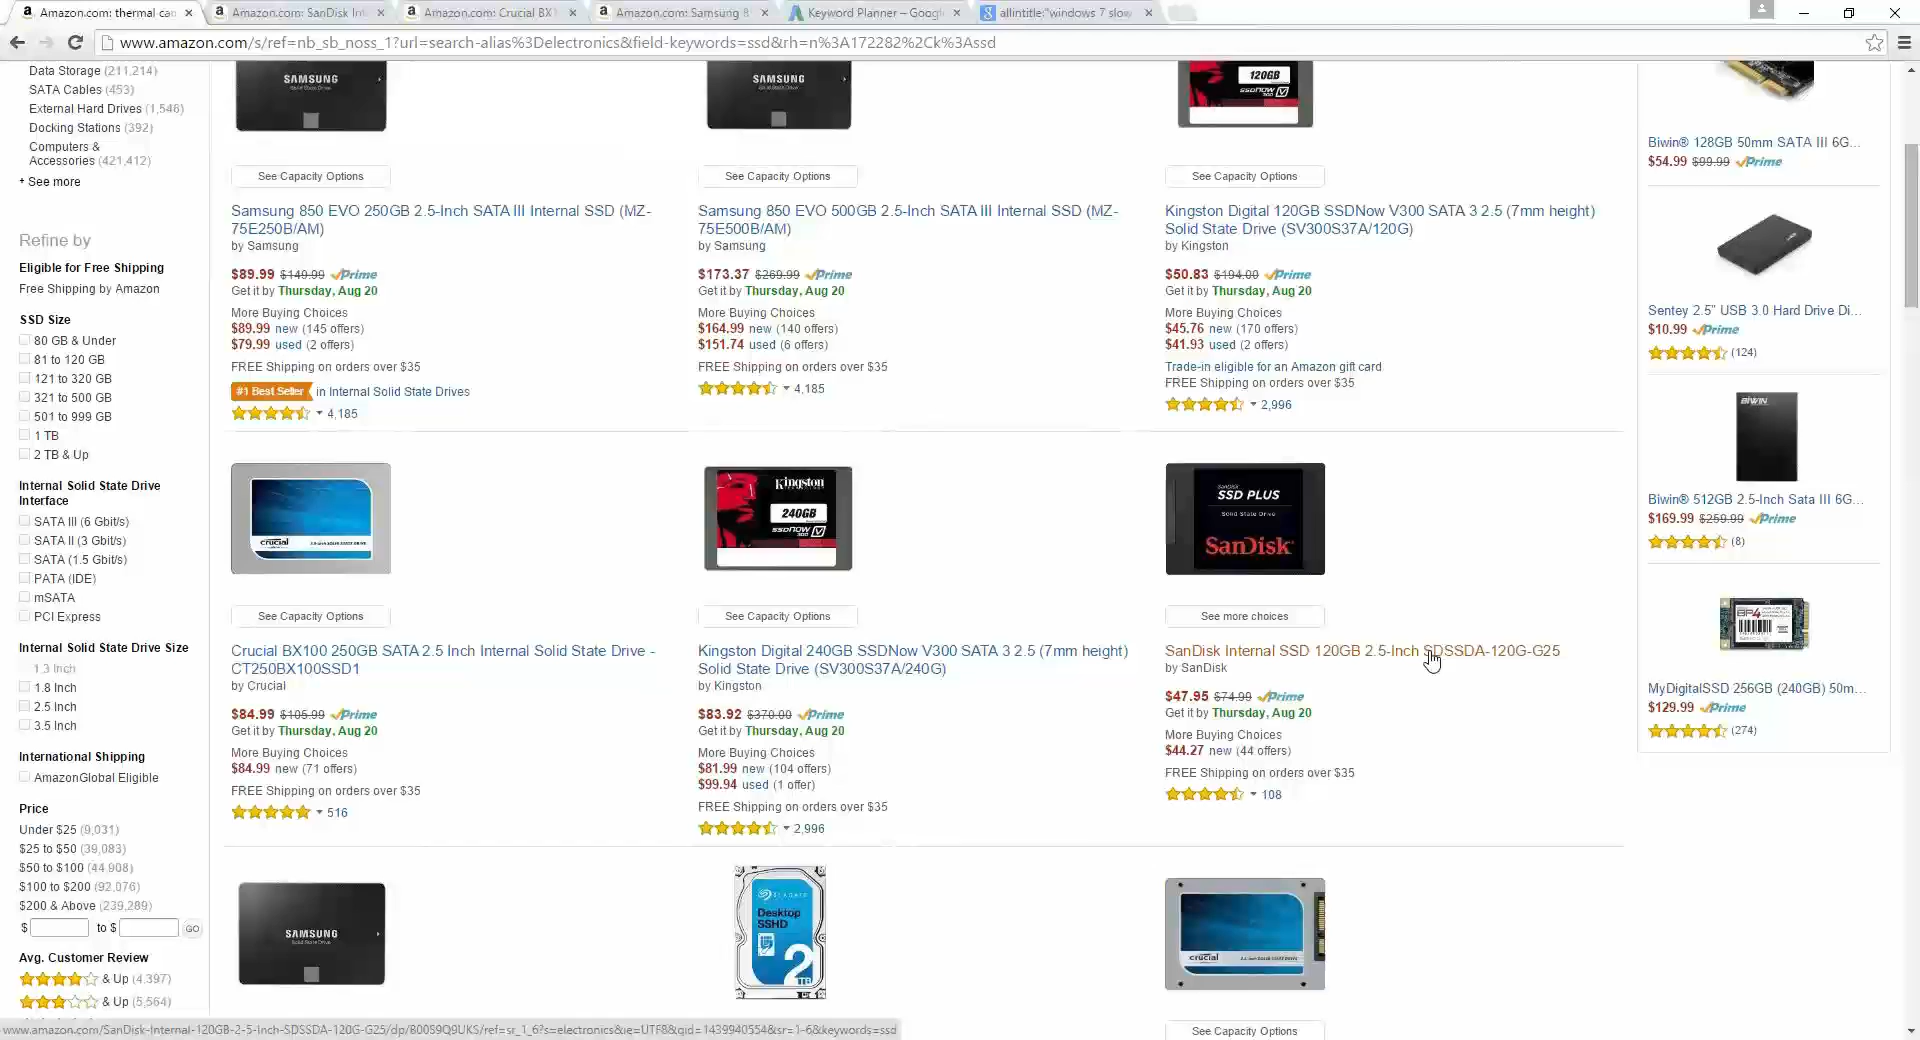 Amazon.com: thermal can
Amazon.com: SanDisk Int
Amazon.com: Crucial BX1
Amazon.com: Samsung 8
Keyword Planner – Googl
allintitle:"windows 7 slow
www.amazon.com/s/ref=nb_sb_noss_1?url=search-alias%3Delectronics&field-keywords=ssd&rh=n%3A172282%2Ck%3Assd
Data Storage (211,214)
SATA Cables (453)
External Hard Drives (1,546)
Docking Stations (392)
Computers &
Accessories (421,412)
+ See more
Refine by
Eligible for Free Shipping
Free Shipping by Amazon
SSD Size
80 GB & Under
81 to 120 GB
121 to 320 GB
321 to 500 GB
501 to 999 GB
1 TB
2 TB & Up
Internal Solid State Drive
Interface
SATA III (6 Gbit/s)
SATA II (3 Gbit/s)
SATA (1.5 Gbit/s)
PATA (IDE)
mSATA
PCI Express
Internal Solid State Drive Size
1.3 Inch
1.8 Inch
2.5 Inch
3.5 Inch
International Shipping
AmazonGlobal Eligible
Price
Under $25 (9,031)
$25 to $50 (39,083)
$50 to $100 (44,908)
$100 to $200 (92,076)
$200 & Above (239,289)
$ to $ GO
Avg. Customer Review
& Up (4,397)
& Up (5,564)
SAMSUNG
Solid State Drive
See Capacity Options
Samsung 850 EVO 250GB 2.5-Inch SATA III Internal SSD (MZ-
75E250B/AM)
by Samsung
$89.99 $149.99 Prime
Get it by Thursday, Aug 20
More Buying Choices
$89.99 new (145 offers)
$79.99 used (2 offers)
FREE Shipping on orders over $35
#1 Best Seller in Internal Solid State Drives
4,185
SAMSUNG
Solid State Drive
See Capacity Options
Samsung 850 EVO 500GB 2.5-Inch SATA III Internal SSD (MZ-
75E500B/AM)
by Samsung
$173.37 $269.99 Prime
Get it by Thursday, Aug 20
More Buying Choices
$164.99 new (140 offers)
$151.74 used (6 offers)
FREE Shipping on orders over $35
4,185
120GB
SSDNOW V
See Capacity Options
Kingston Digital 120GB SSDNow V300 SATA 3 2.5 (7mm height)
Solid State Drive (SV300S37A/120G)
by Kingston
$50.83 $194.00 Prime
Get it by Thursday, Aug 20
More Buying Choices
$45.76 new (170 offers)
$41.93 used (2 offers)
Trade-in eligible for an Amazon gift card
FREE Shipping on orders over $35
2,996
crucial
See Capacity Options
Crucial BX100 250GB SATA 2.5 Inch Internal Solid State Drive -
CT250BX100SSD1
by Crucial
$84.99 $105.99 Prime
Get it by Thursday, Aug 20
More Buying Choices
$84.99 new (71 offers)
FREE Shipping on orders over $35
516
Kingston
240GB
SSDNOW V
See Capacity Options
Kingston Digital 240GB SSDNow V300 SATA 3 2.5 (7mm height)
Solid State Drive (SV300S37A/240G)
by Kingston
$83.92 $370.00 Prime
Get it by Thursday, Aug 20
More Buying Choices
$81.99 new (104 offers)
$99.94 used (1 offer)
FREE Shipping on orders over $35
2,996
SANDISK
SSD PLUS
Solid State Drive
SanDisk
See more choices
SanDisk Internal SSD 120GB 2.5-Inch SDSSDA-120G-G25
by SanDisk
$47.95 $74.99 Prime
Get it by Thursday, Aug 20
More Buying Choices
$44.27 new (44 offers)
FREE Shipping on orders over $35
108
SAMSUNG
Solid State Drive
SEAGATE
Desktop
SSHD
2
TB
crucial
See Capacity Options
Biwin® 128GB 50mm SATA III 6G...
$54.99 $99.99 Prime
Sentey 2.5" USB 3.0 Hard Drive Di...
$10.99 Prime
(124)
BIWIN
Biwin® 512GB 2.5-Inch Sata III 6G...
$169.99 $259.99 Prime
(8)
BP4
MyDigitalSSD 256GB (240GB) 50m...
$129.99 Prime
(274)
www.amazon.com/SanDisk-Internal-120GB-2-5-Inch-SDSSDA-120G-G25/dp/B00S9Q9UKS/ref=sr_1_6?s=electronics&ie=UTF8&qid=1439940554&sr=1-6&keywords=ssd